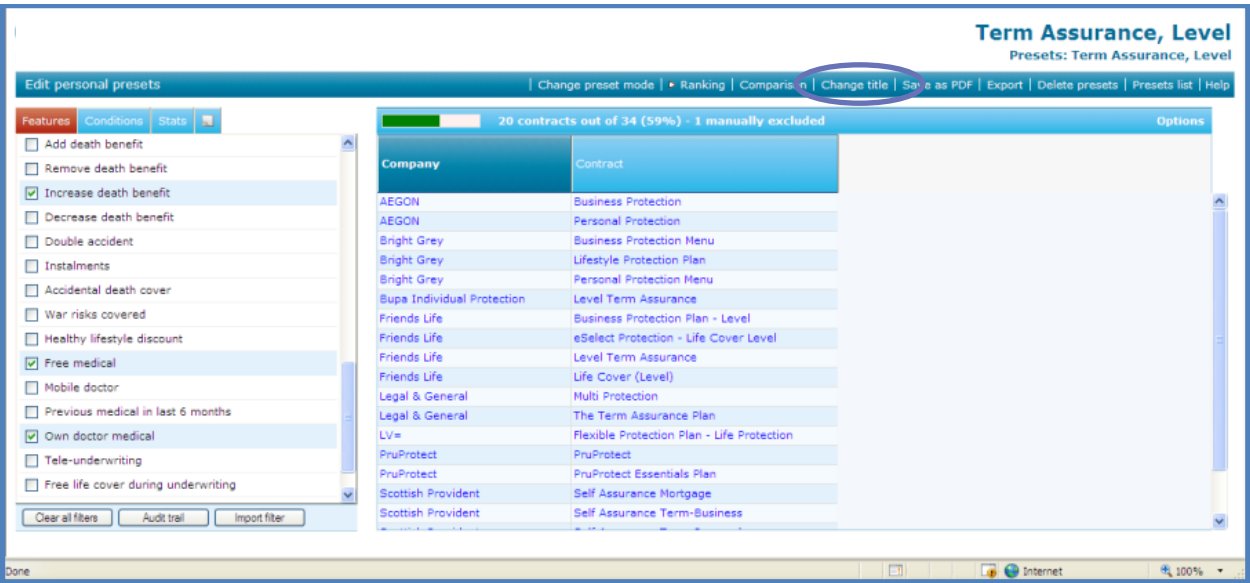 Term Assurance, Level
Presets: Term Assurance, Level
Edit personal presets
| Change preset mode | Ranking | Comparison | Change title | Save as PDF | Export | Delete presets | Presets list | Help
Features Conditions Stats
20 contracts out of 34 (59%) - 1 manually excluded Options
Add death benefit
Remove death benefit
Increase death benefit
Decrease death benefit
Double accident
Instalments
Accidental death cover
War risks covered
Healthy lifestyle discount
Free medical
Mobile doctor
Previous medical in last 6 months
Own doctor medical
Tele-underwriting
Free life cover during underwriting
Clear all filters Audit trail Import filter
Company Contract
AEGON Business Protection
AEGON Personal Protection
Bright Grey Business Protection Menu
Bright Grey Lifestyle Protection Plan
Bright Grey Personal Protection Menu
Bupa Individual Protection Level Term Assurance
Friends Life Business Protection Plan - Level
Friends Life eSelect Protection - Life Cover Level
Friends Life Level Term Assurance
Friends Life Life Cover (Level)
Legal & General Multi Protection
Legal & General The Term Assurance Plan
LV= Flexible Protection Plan - Life Protection
PruProtect PruProtect
PruProtect PruProtect Essentials Plan
Scottish Provident Self Assurance Mortgage
Scottish Provident Self Assurance Term-Business
Done Internet 100%